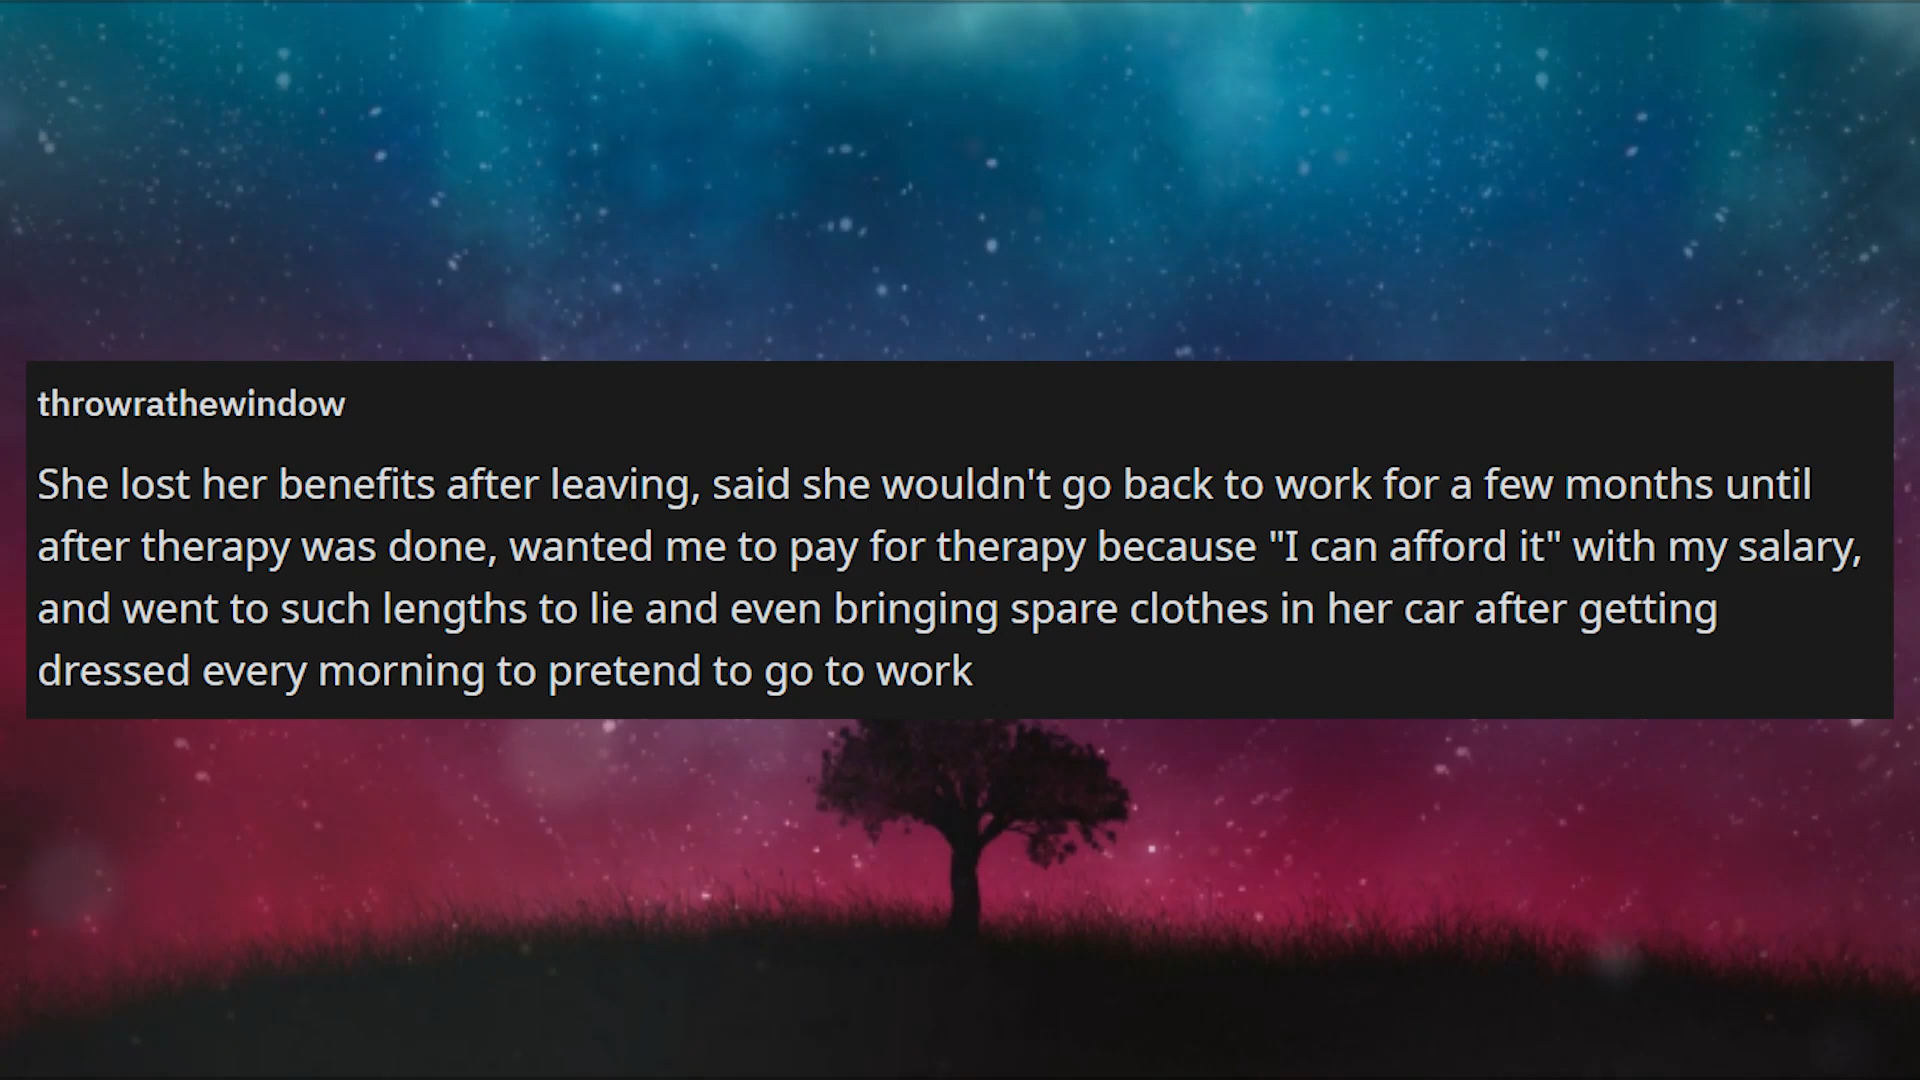 throwrathewindow
She lost her benefits after leaving, said she wouldn't go back to work for a few months until
after therapy was done, wanted me to pay for therapy because "I can afford it" with my salary,
and went to such lengths to lie and even bringing spare clothes in her car after getting
dressed every morning to pretend to go to work